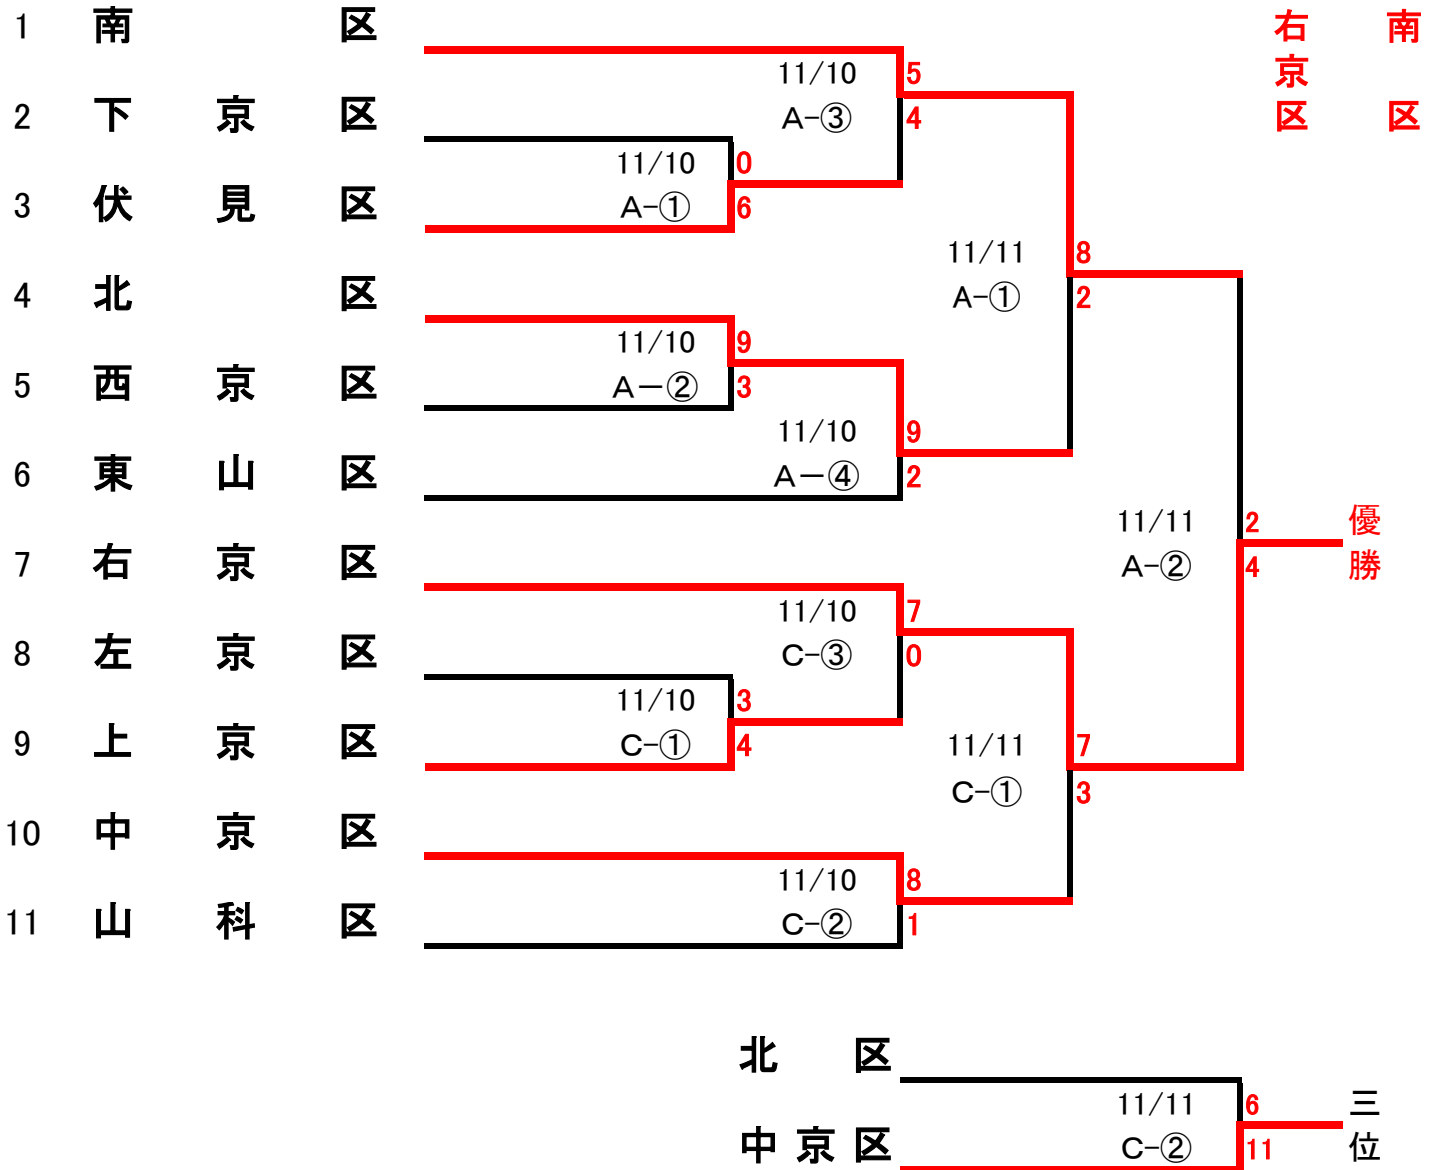 1 南 区
右京区 南区
11/10 5
2 下 京 区
A-③ 4
11/10 0
3 伏 見 区
A-① 6
11/11 8
4 北 区
A-① 2
11/10 9
5 西 京 区
A－② 3
11/10 9
6 東 山 区
A－④ 2
11/11 2 優勝
7 右 京 区
A-② 4
11/10 7
8 左 京 区
C-③ 0
11/10 3
9 上 京 区
C-① 4
11/11 7
C-① 3
10 中 京 区
11/10 8
11 山 科 区
C-② 1
北 区
11/11 6 三位
中 京 区
C-② 11